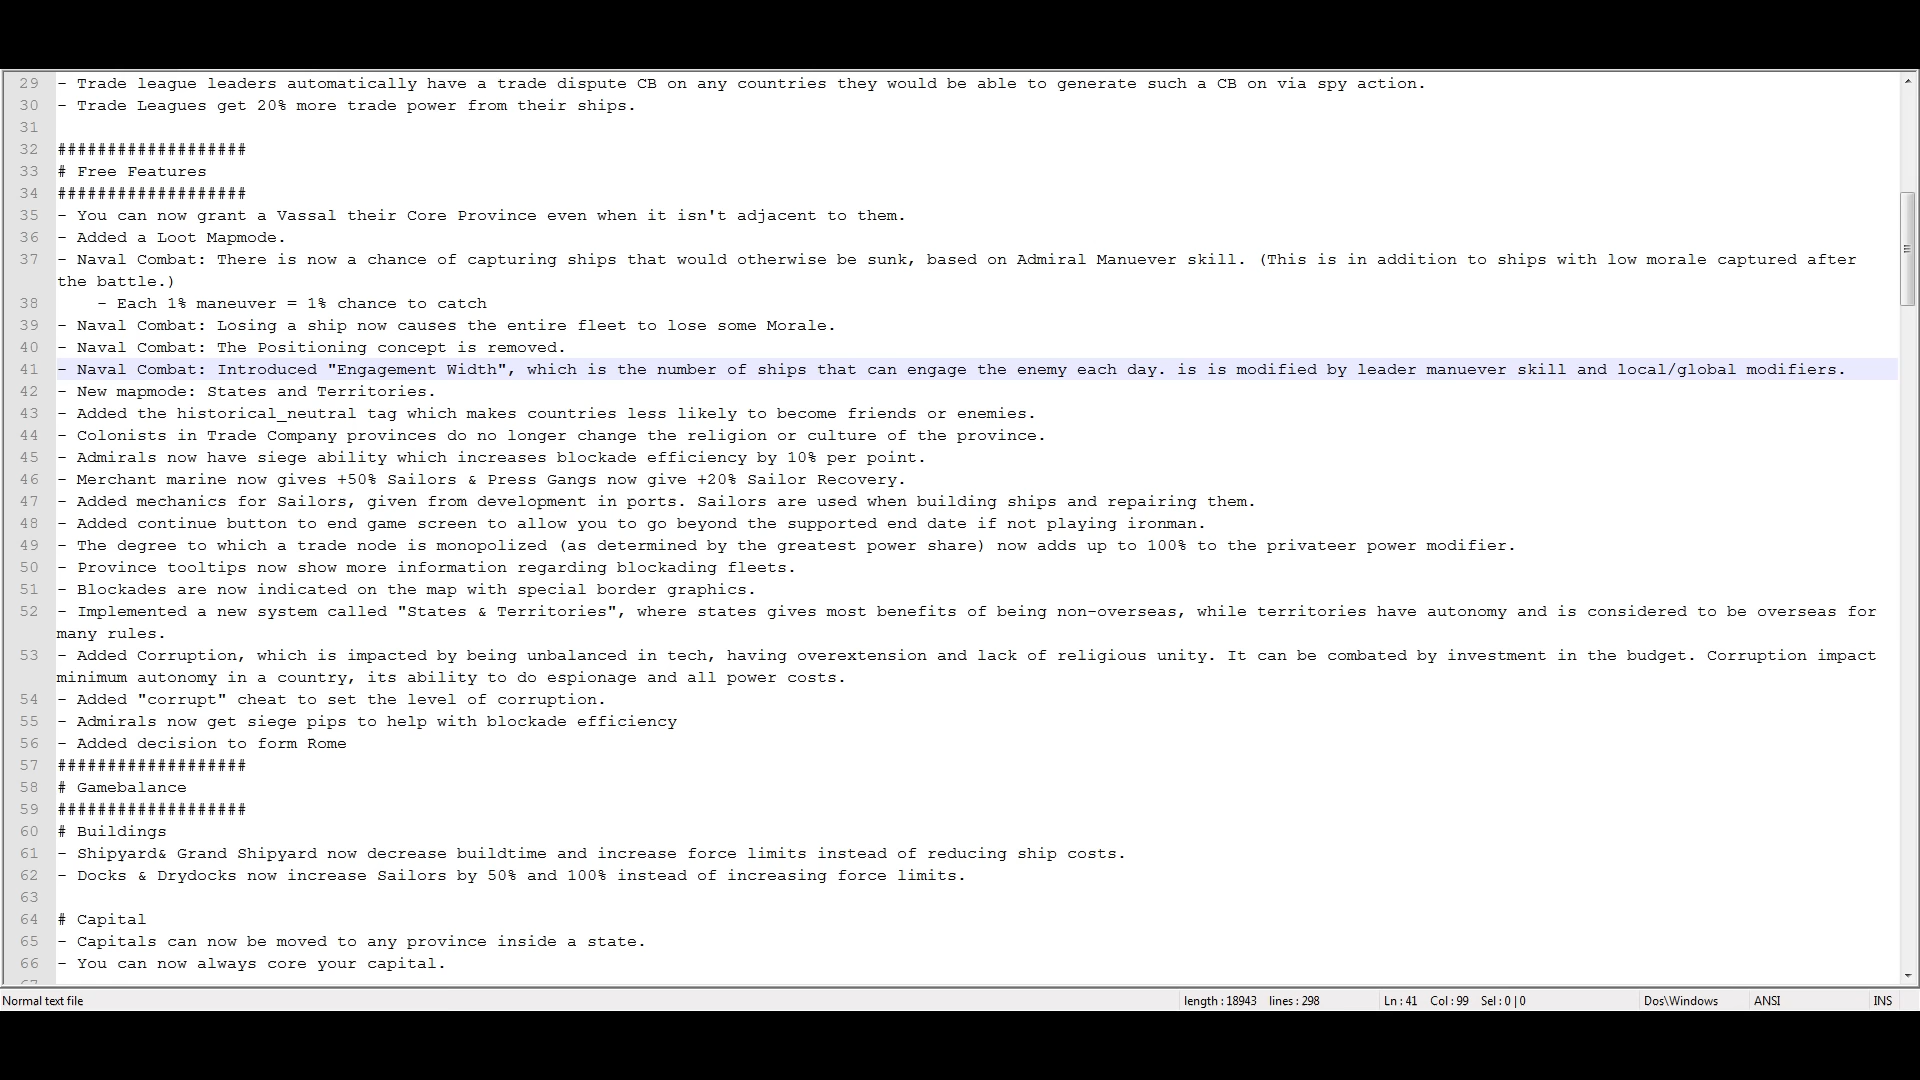 29 - Trade league leaders automatically have a trade dispute CB on any countries they would be able to generate such a CB on via spy action.
30 - Trade Leagues get 20% more trade power from their ships.
31
32 ###################
33 # Free Features
34 ###################
35 - You can now grant a Vassal their Core Province even when it isn't adjacent to them.
36 - Added a Loot Mapmode.
37 - Naval Combat: There is now a chance of capturing ships that would otherwise be sunk, based on Admiral Manuever skill. (This is in addition to ships with low morale captured after
the battle.)
38 - Each 1% maneuver = 1% chance to catch
39 - Naval Combat: Losing a ship now causes the entire fleet to lose some Morale.
40 - Naval Combat: The Positioning concept is removed.
41 - Naval Combat: Introduced "Engagement Width", which is the number of ships that can engage the enemy each day. is is modified by leader manuever skill and local/global modifiers.
42 - New mapmode: States and Territories.
43 - Added the historical_neutral tag which makes countries less likely to become friends or enemies.
44 - Colonists in Trade Company provinces do no longer change the religion or culture of the province.
45 - Admirals now have siege ability which increases blockade efficiency by 10% per point.
46 - Merchant marine now gives +50% Sailors & Press Gangs now give +20% Sailor Recovery.
47 - Added mechanics for Sailors, given from development in ports. Sailors are used when building ships and repairing them.
48 - Added continue button to end game screen to allow you to go beyond the supported end date if not playing ironman.
49 - The degree to which a trade node is monopolized (as determined by the greatest power share) now adds up to 100% to the privateer power modifier.
50 - Province tooltips now show more information regarding blockading fleets.
51 - Blockades are now indicated on the map with special border graphics.
52 - Implemented a new system called "States & Territories", where states gives most benefits of being non-overseas, while territories have autonomy and is considered to be overseas for
many rules.
53 - Added Corruption, which is impacted by being unbalanced in tech, having overextension and lack of religious unity. It can be combated by investment in the budget. Corruption impact
minimum autonomy in a country, its ability to do espionage and all power costs.
54 - Added "corrupt" cheat to set the level of corruption.
55 - Admirals now get siege pips to help with blockade efficiency
56 - Added decision to form Rome
57 ###################
58 # Gamebalance
59 ###################
60 # Buildings
61 - Shipyard& Grand Shipyard now decrease buildtime and increase force limits instead of reducing ship costs.
62 - Docks & Drydocks now increase Sailors by 50% and 100% instead of increasing force limits.
63
64 # Capital
65 - Capitals can now be moved to any province inside a state.
66 - You can now always core your capital.
67
Normal text file length : 18943 lines : 298 Ln : 41 Col : 99 Sel : 0 | 0 Dos\Windows ANSI INS